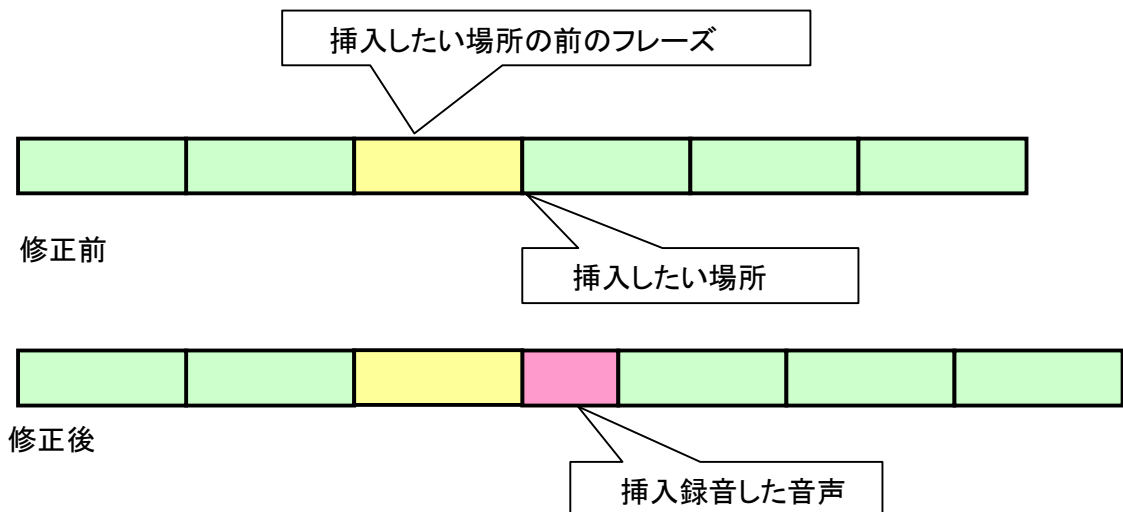 挿入したい場所の前のフレーズ
修正前
挿入したい場所
修正後
挿入録音した音声